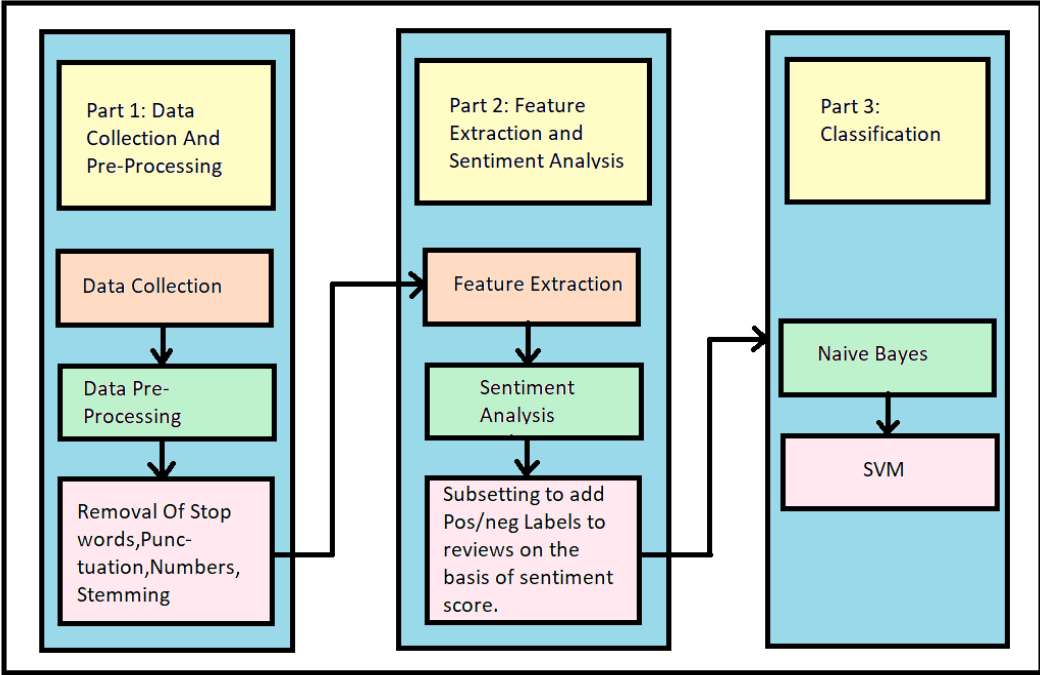 Part 1: Data
Collection And
Pre-Processing
Data Collection
Data Pre-
Processing
Removal Of Stop
words,Punc-
tuation,Numbers,
Stemming
Part 2: Feature
Extraction and
Sentiment Analysis
Feature Extraction
Sentiment
Analysis
Subsetting to add
Pos/neg Labels to
reviews on the
basis of sentiment
score.
Part 3:
Classification
Naive Bayes
SVM